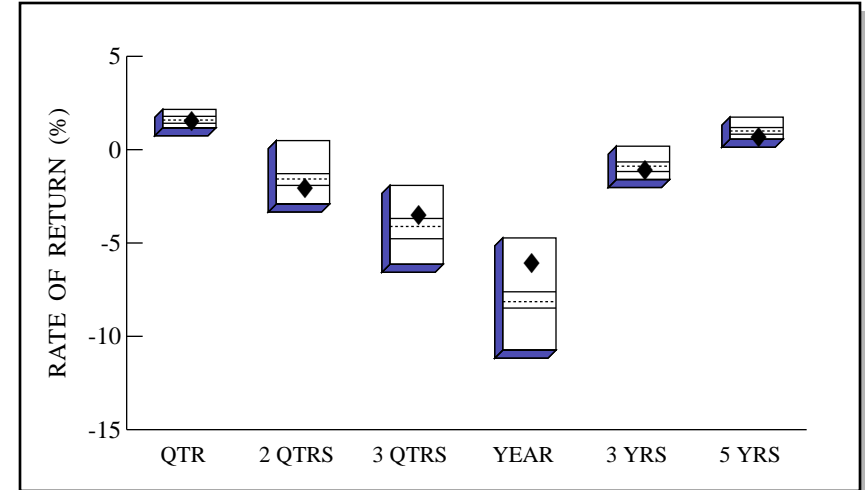 RATE OF RETURN (%)
5
0
-5
-10
-15
QTR 2 QTRS 3 QTRS YEAR 3 YRS 5 YRS